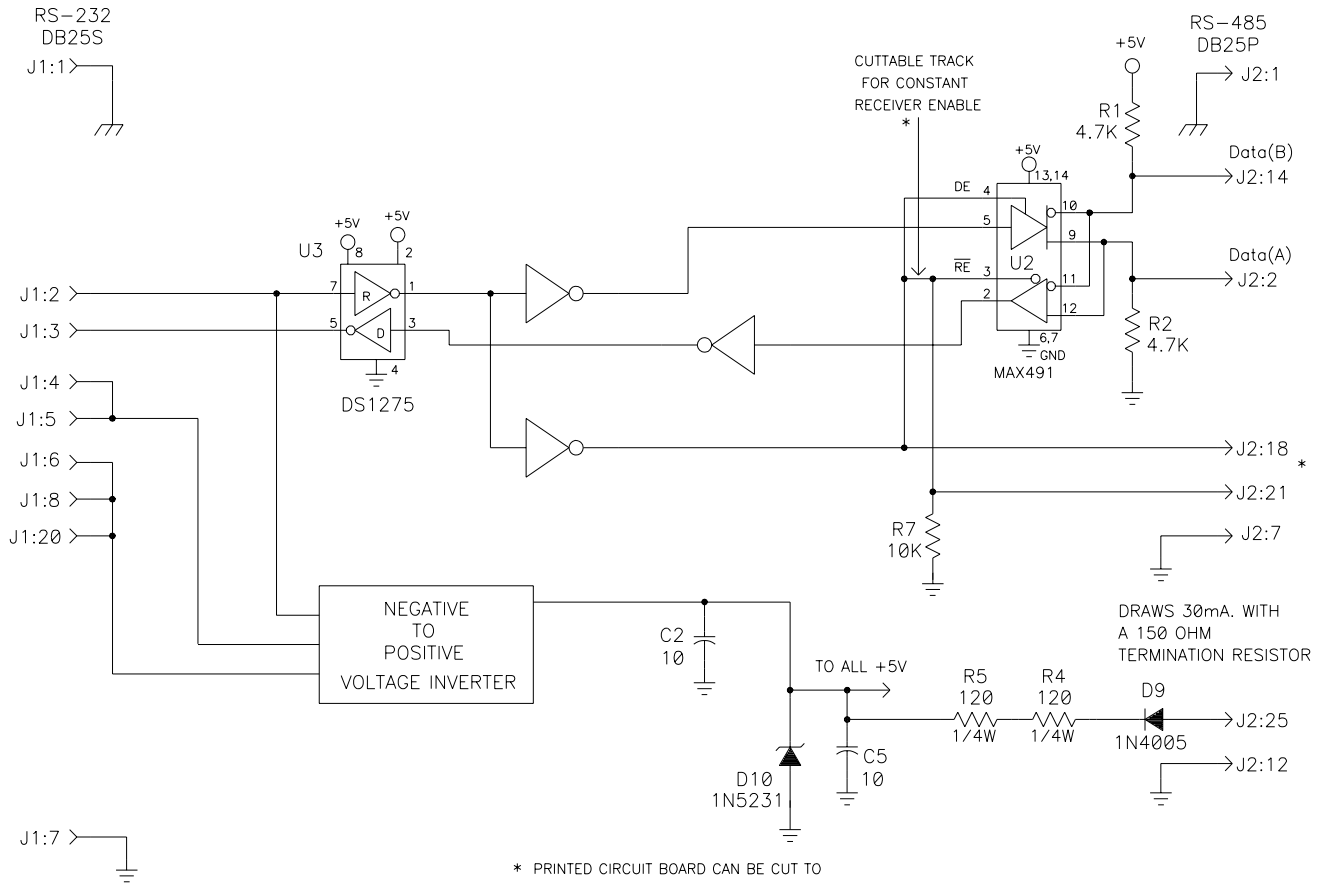 RS-232
DB25S
J1:1
RS-485
DB25P
J2:1
+5V
CUTTABLE TRACK
FOR CONSTANT
RECEIVER ENABLE
*
R1
4.7K
Data(B)
J2:14
+5V
13,14
DE
4
10
5
9
U2
RE
3
11
2
12
6,7
GND
MAX491
Data(A)
J2:2
R2
4.7K
U3
+5V
8
+5V
2
7
R
1
5
D
3
4
DS1275
J1:2
J1:3
J1:4
J1:5
J1:6
J1:8
J1:20
J2:18
*
J2:21
R7
10K
J2:7
NEGATIVE
TO
POSITIVE
VOLTAGE INVERTER
C2
10
DRAWS 30mA. WITH
A 150 OHM
TERMINATION RESISTOR
TO ALL +5V
R5
120
1/4W
R4
120
1/4W
D9
1N4005
J2:25
D10
1N5231
C5
10
J2:12
J1:7
* PRINTED CIRCUIT BOARD CAN BE CUT TO